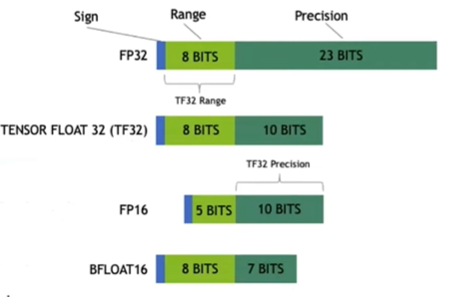 Sign Range Precision
FP32 8 BITS 23 BITS
TF32 Range
TENSOR FLOAT 32 (TF32) 8 BITS 10 BITS
TF32 Precision
FP16 5 BITS 10 BITS
BFLOAT16 8 BITS 7 BITS